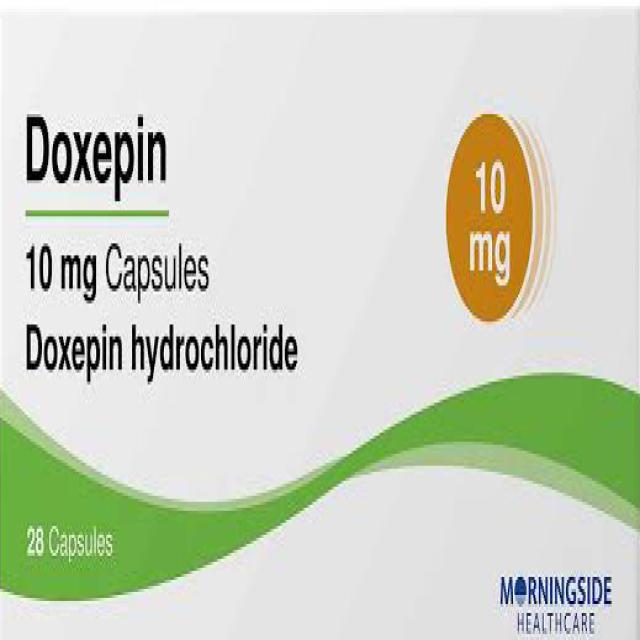 Doxepin
10 mg Capsules
Doxepin hydrochloride
10
mg
28 Capsules
MORNINGSIDE
HEALTHCARE